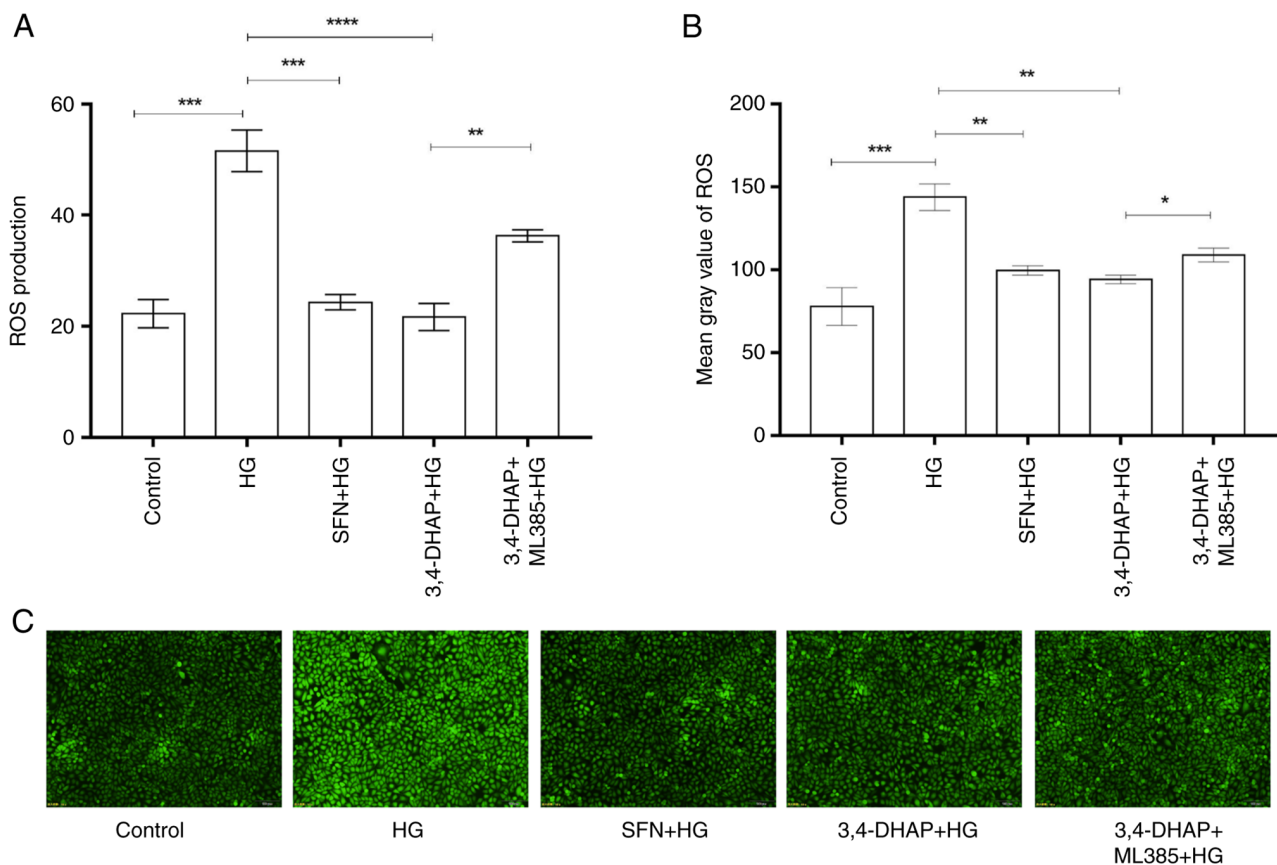 A
****
***
***
**
60
40
20
0
ROS production
Control
HG
SFN+HG
3,4-DHAP+HG
3,4-DHAP+
ML385+HG
B
**
**
***
*
200
150
100
50
0
Mean gray value of ROS
Control
HG
SFN+HG
3,4-DHAP+HG
3,4-DHAP+
ML385+HG
C
Control
HG
SFN+HG
3,4-DHAP+HG
3,4-DHAP+
ML385+HG